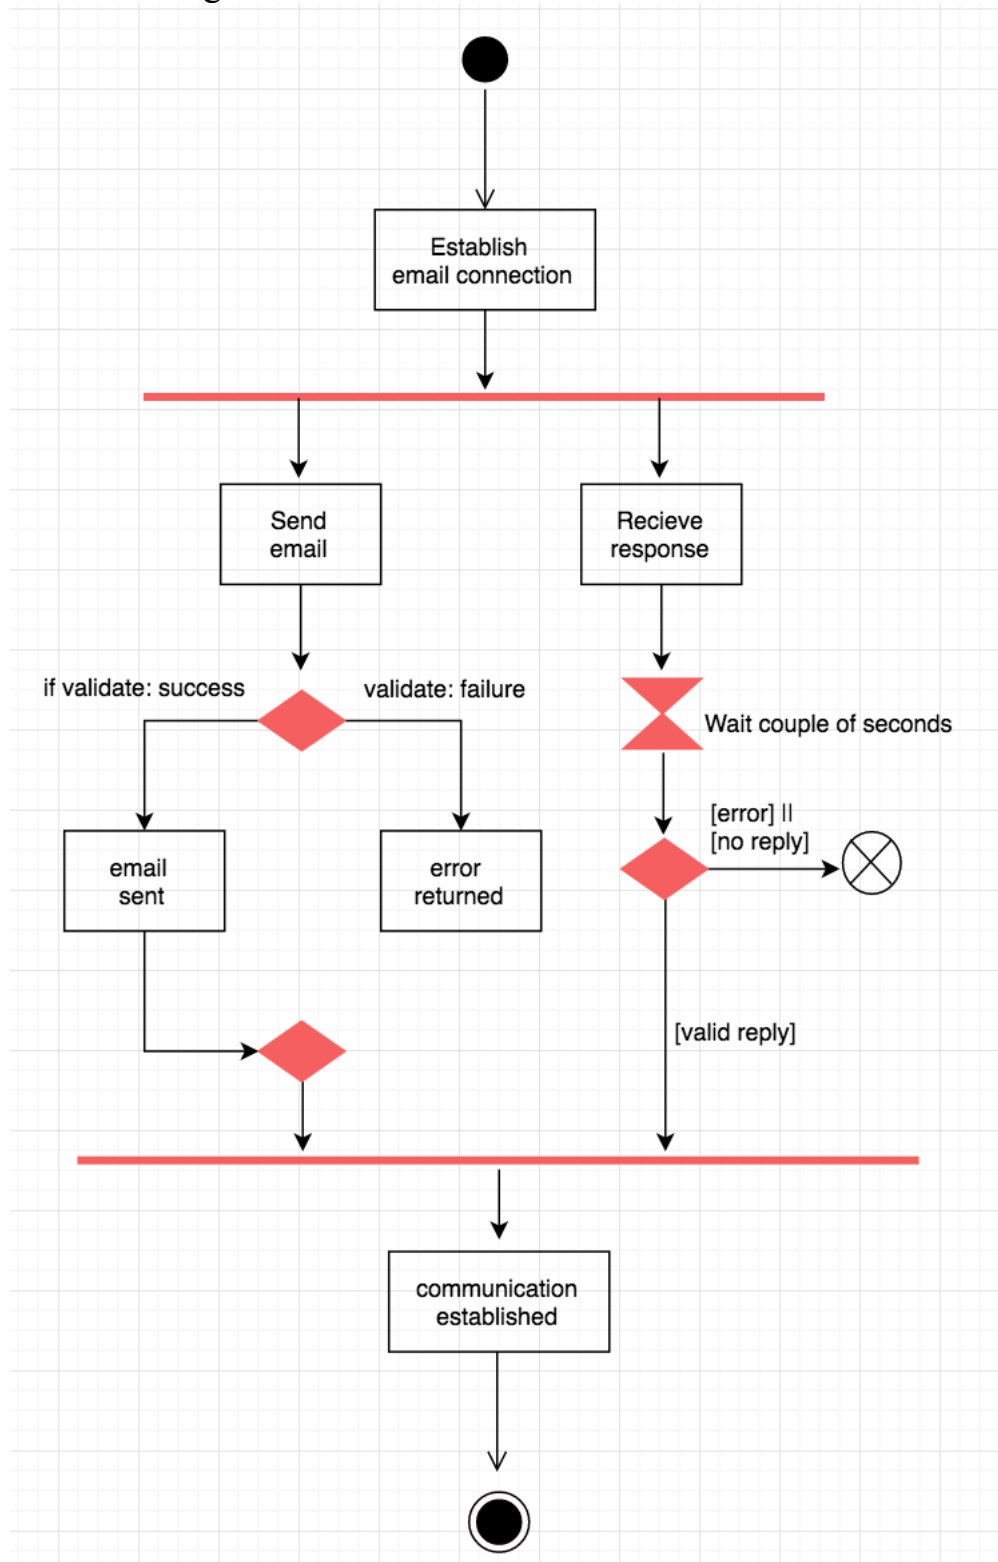 Establish
email connection
Send
email
Recieve
response
if validate: success
validate: failure
Wait couple of seconds
[error] ||
[no reply]
email
sent
error
returned
[valid reply]
communication
established